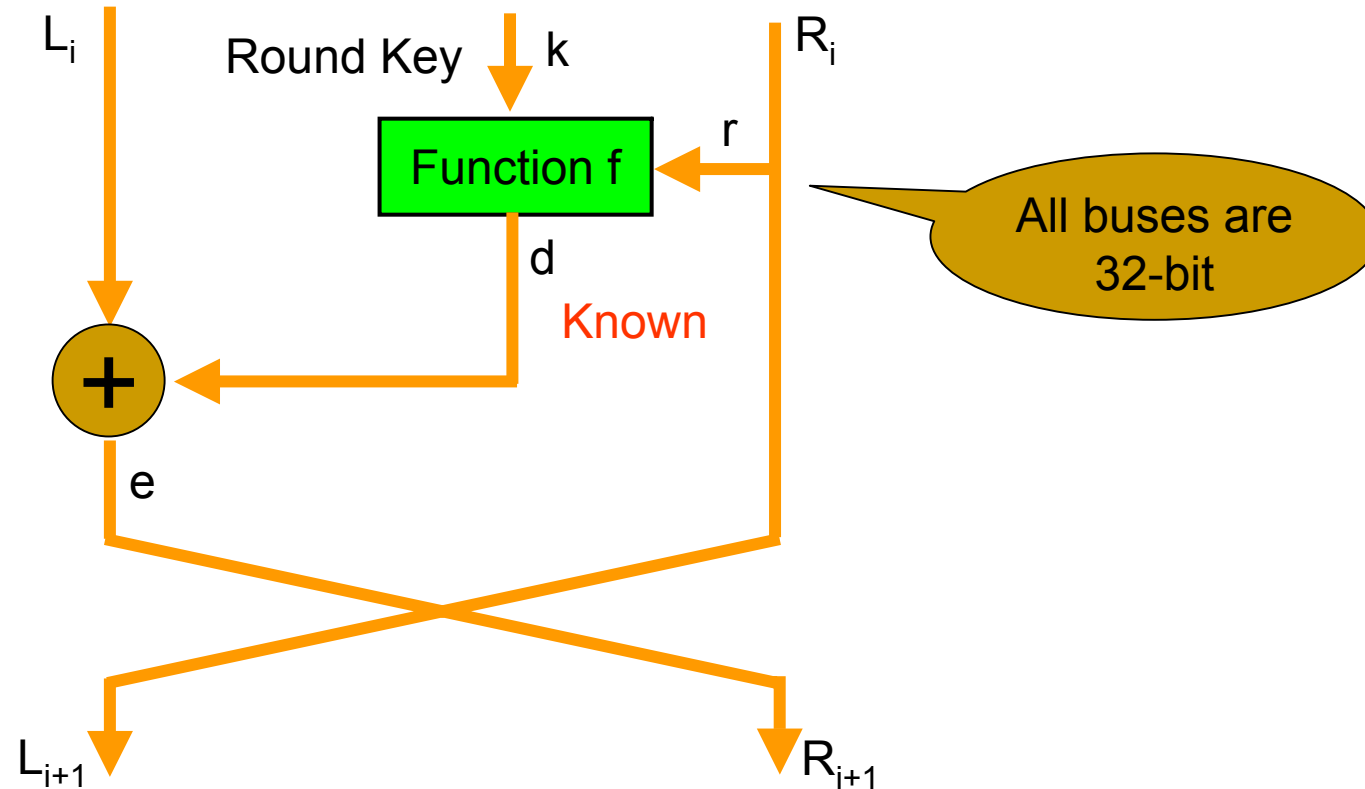 Lᵢ
Round Key k
Rᵢ
Function f
r
All buses are
32-bit
d
Known
+
e
Lᵢ₊₁
Rᵢ₊₁